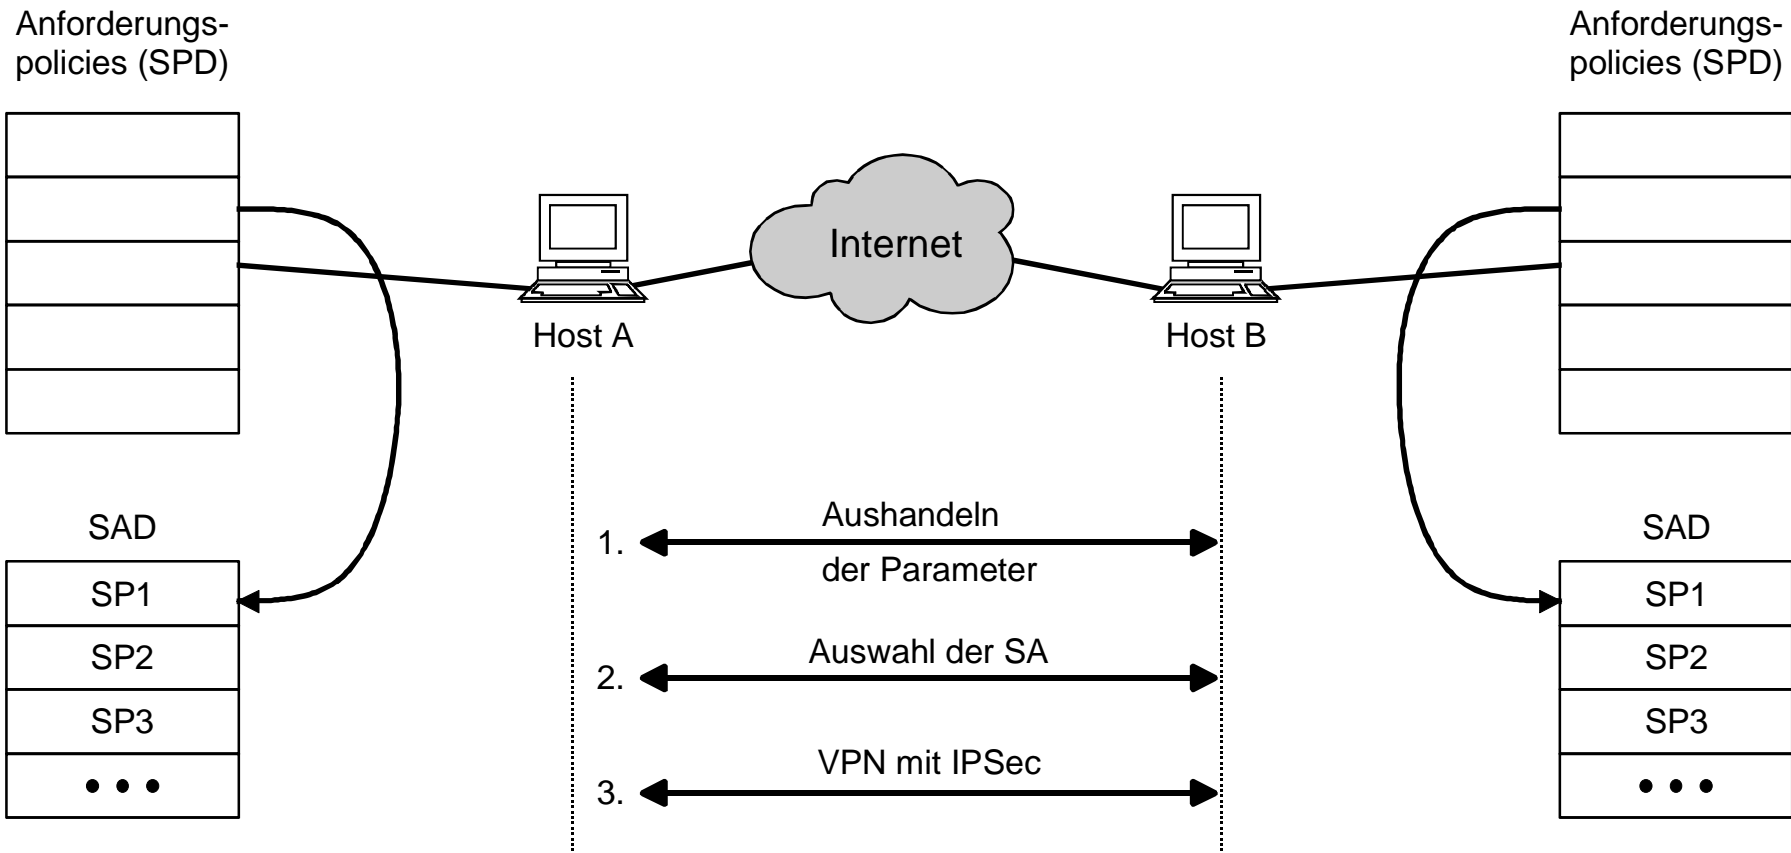 Anforderungs-
policies (SPD)
Anforderungs-
policies (SPD)
Internet
Host A
Host B
SAD
SP1
SP2
SP3
• • •
1.
Aushandeln
der Parameter
2.
Auswahl der SA
3.
VPN mit IPSec
SAD
SP1
SP2
SP3
• • •